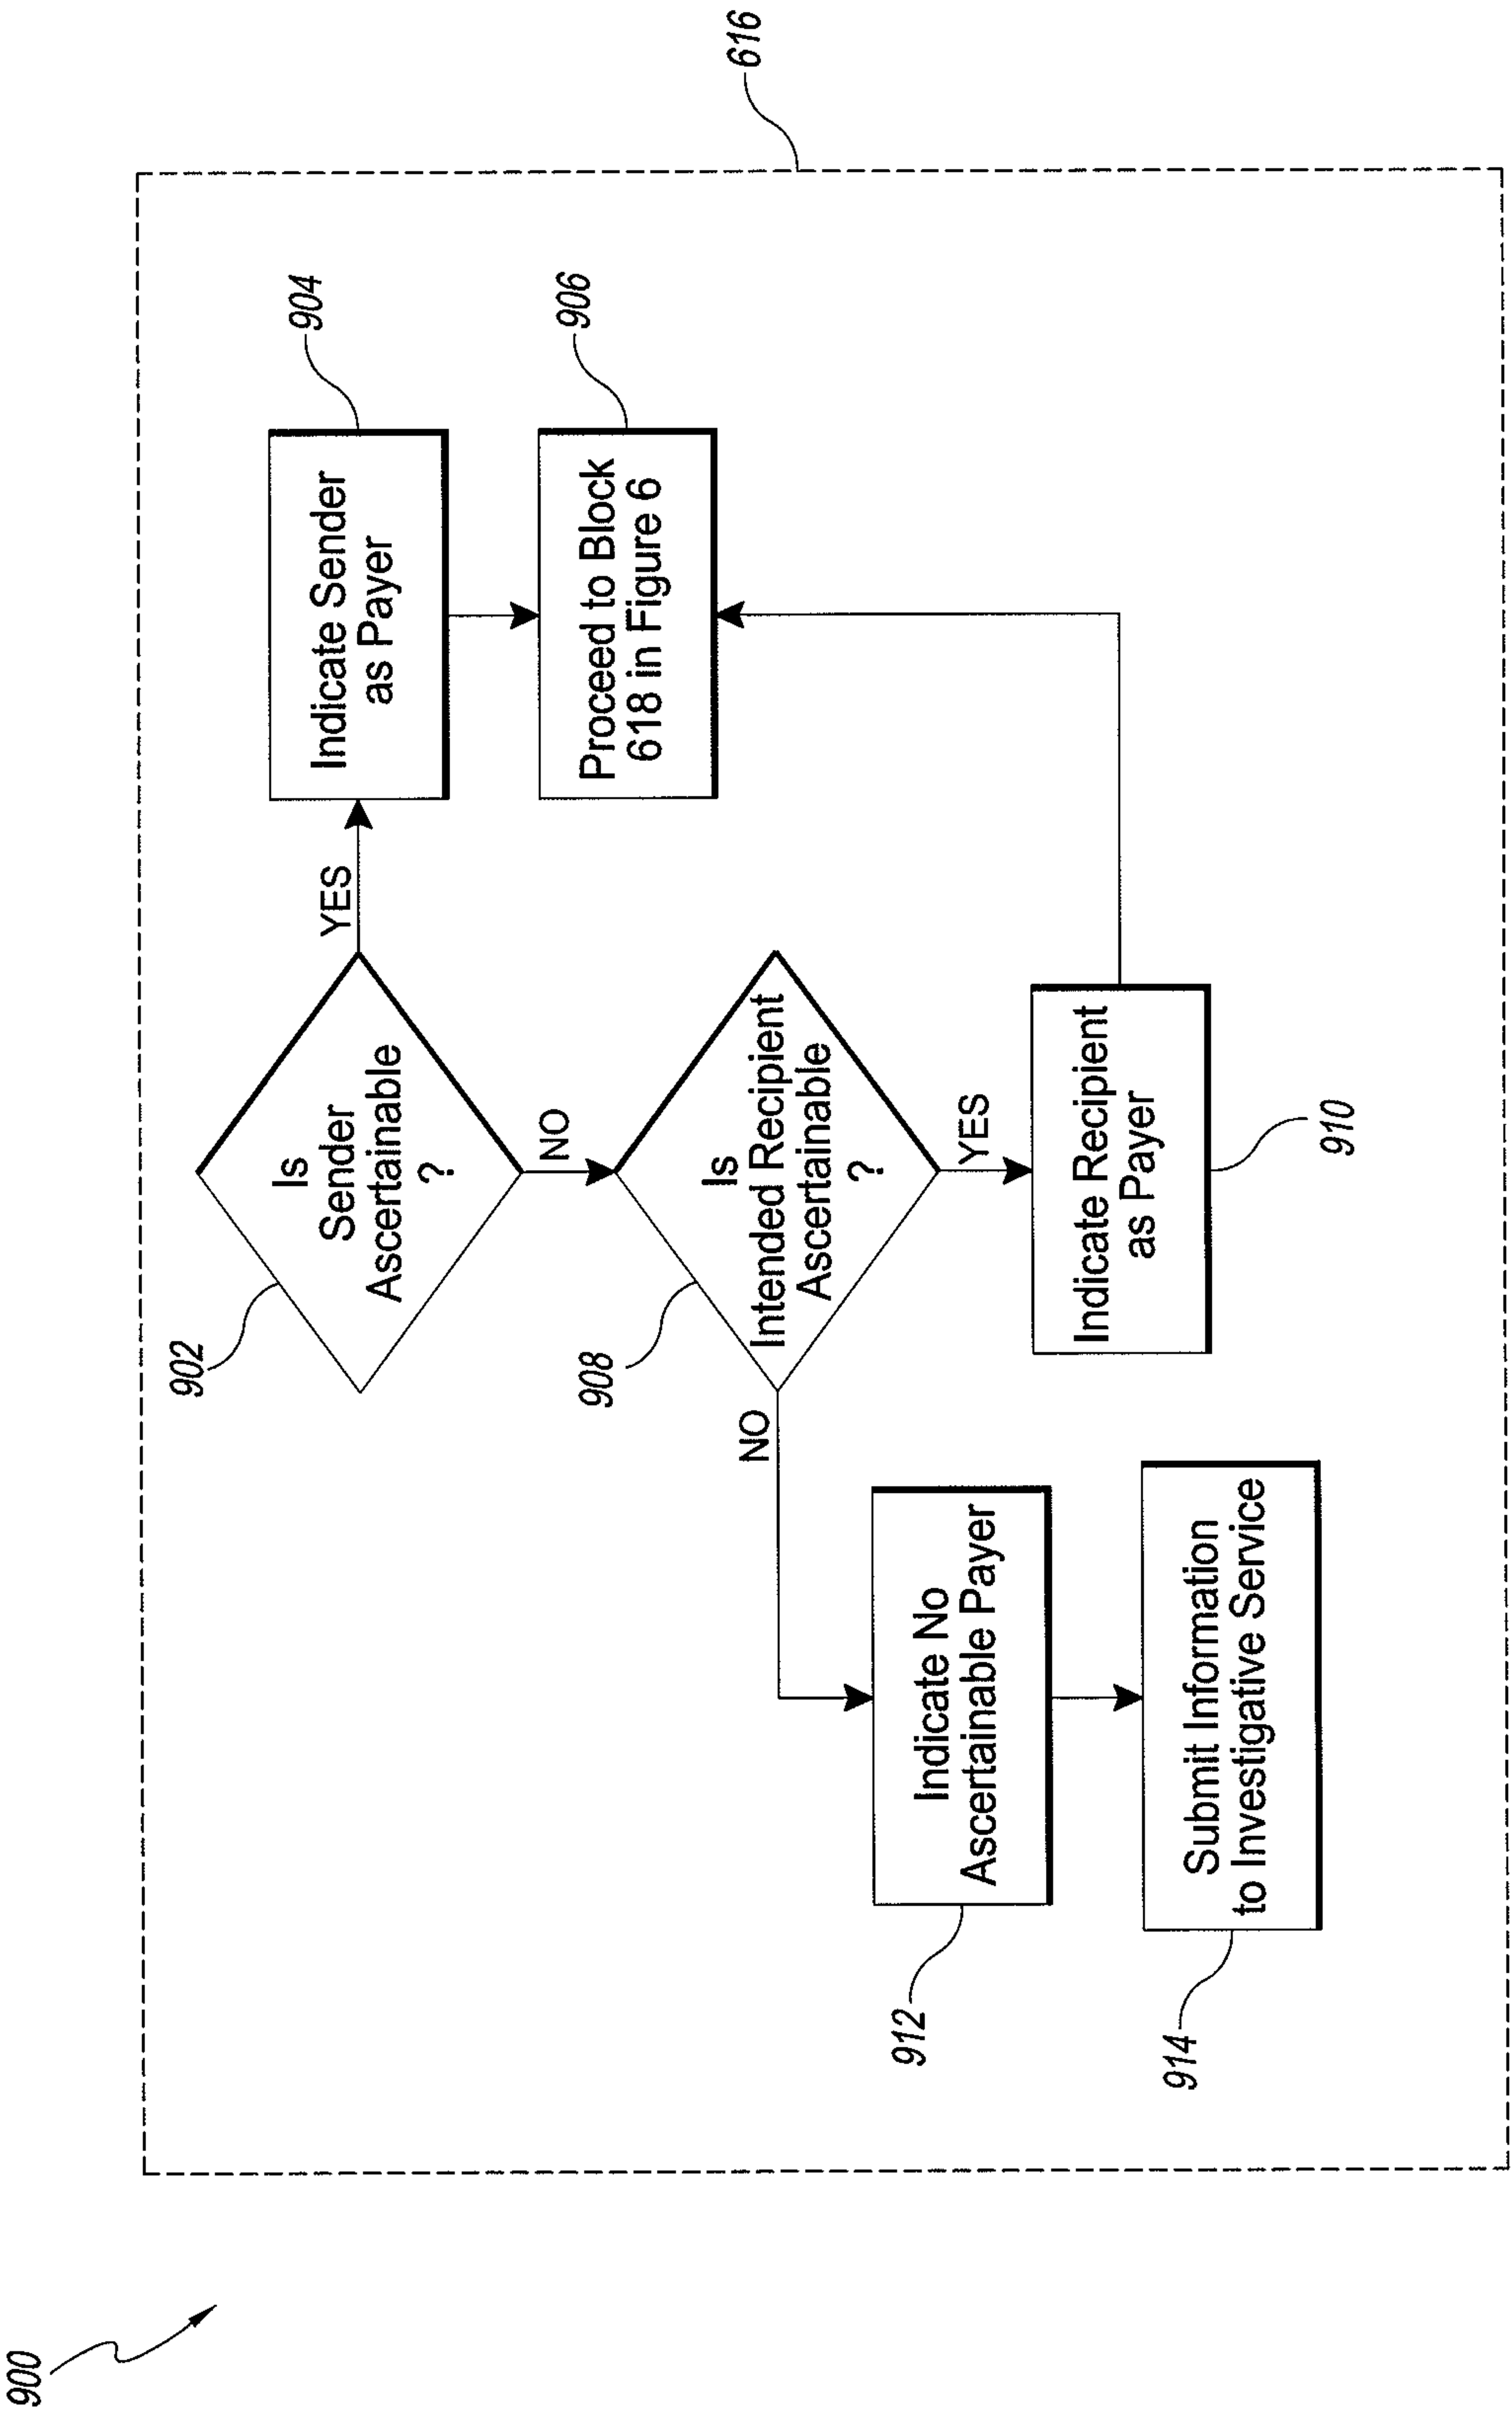 900
616
902
Is
Sender
Ascertainable
?
YES
904
Indicate Sender
as Payer
906
Proceed to Block
618 in Figure 6
NO
908
Is
Intended Recipient
Ascertainable
?
YES
Indicate Recipient
as Payer
910
NO
912
Indicate No
Ascertainable Payer
914
Submit Information
to Investigative Service